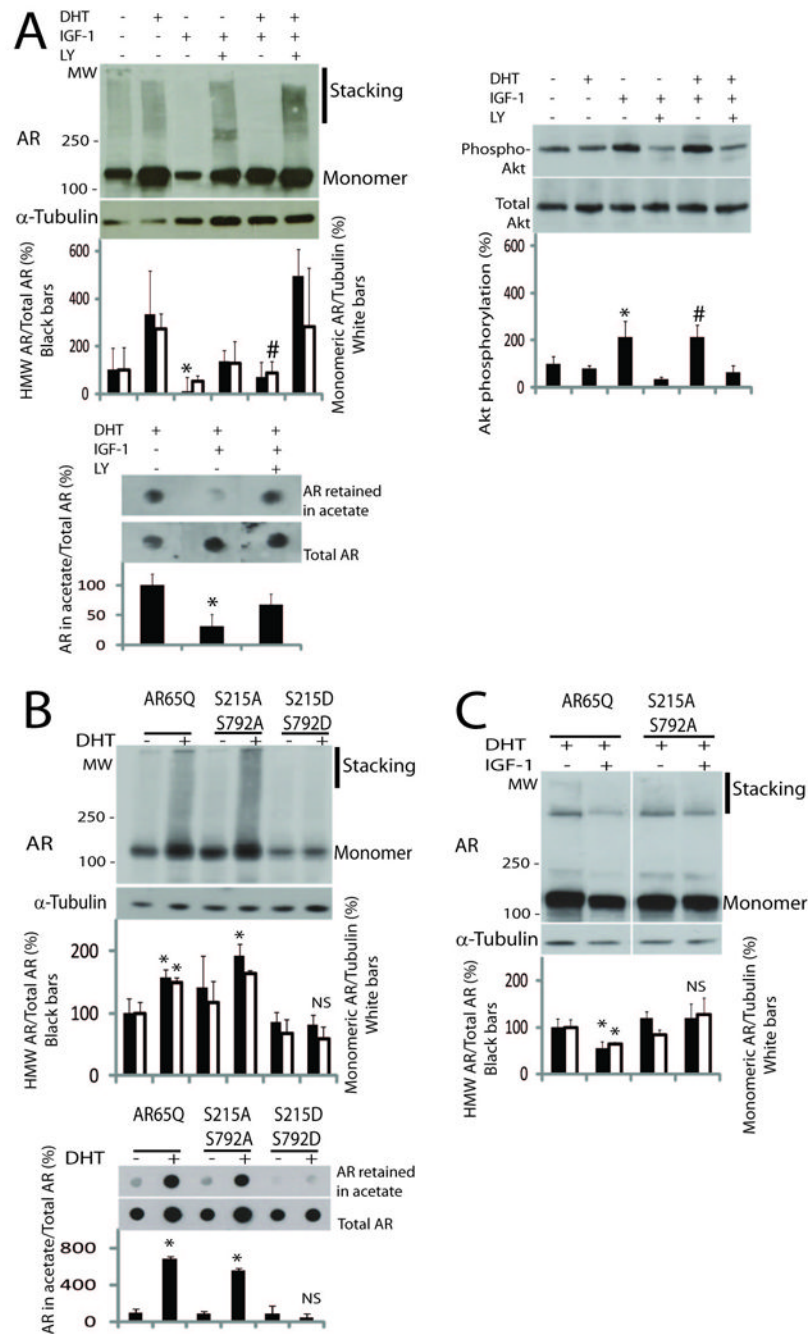 A
DHT - + - - + +
IGF-1 - - + + + +
LY - - - + - +
MW
Stacking
AR
250 -
100 -
Monomer
α-Tubulin
HMW AR/Total AR (%)
Black bars
600
400
200
0
* #
Monomeric AR/Tubulin (%)
White bars
DHT - + - - + +
IGF-1 - - + + + +
LY - - - + - +
Phospho-
Akt
Total
Akt
Akt phosphorylation (%)
600
400
200
0
* #
DHT + + +
IGF-1 - + +
LY - - +
AR retained
in acetate
Total AR
AR in acetate/Total AR (%)
100
50
0
*
B
AR65Q S215A S215D
S792A S792D
DHT - + - + - +
MW
Stacking
250 -
AR
100 -
Monomer
α-Tubulin
HMW AR/Total AR (%)
Black bars
200
100
0
* * * NS
Monomeric AR/Tubulin (%)
White bars
AR65Q S215A S215D
S792A S792D
DHT - + - + - +
AR retained
in acetate
Total AR
AR in acetate/Total AR (%)
800
400
0
* * NS
C
AR65Q S215A
S792A
DHT + + + +
IGF-1 - + - +
MW
Stacking
AR
250 -
100 -
Monomer
α-Tubulin
HMW AR/Total AR (%)
Black bars
200
100
0
* * NS
Monomeric AR/Tubulin (%)
White bars